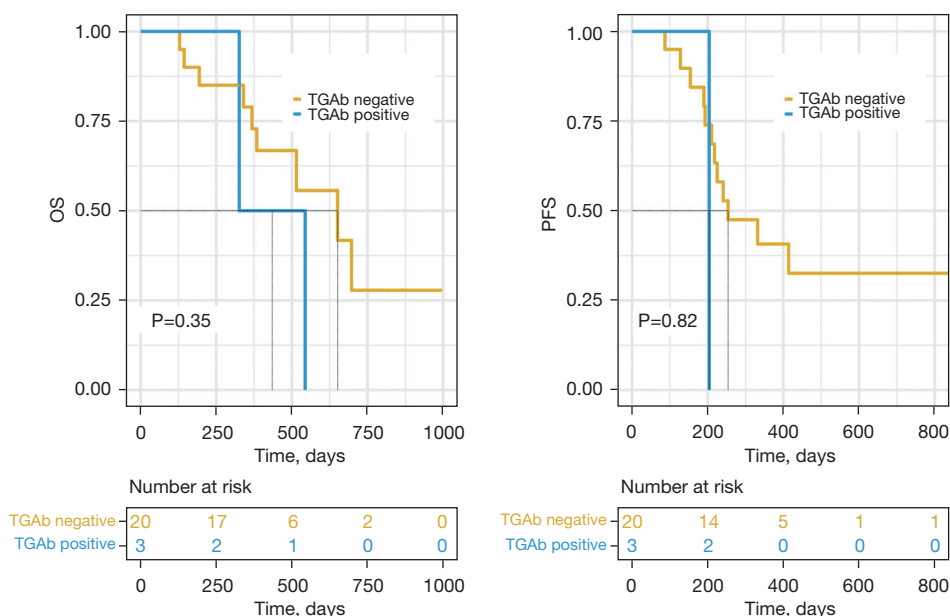 1.00
0.75
0.50
0.25
0.00
OS
TGAb negative
TGAb positive
P=0.35
0 250 500 750 1000
Time, days
Number at risk
TGAb negative 20 17 6 2 0
TGAb positive 3 2 1 0 0
0 250 500 750 1000
Time, days
1.00
0.75
0.50
0.25
0.00
PFS
TGAb negative
TGAb positive
P=0.82
0 200 400 600 800
Time, days
Number at risk
TGAb negative 20 14 5 1 1
TGAb positive 3 2 0 0 0
0 200 400 600 800
Time, days